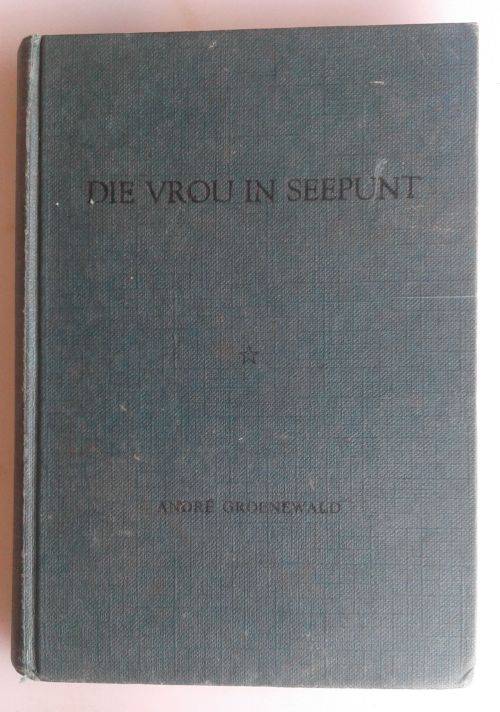 DIE VROU IN SEEPUNT
ANDRÉ GROENEWALD